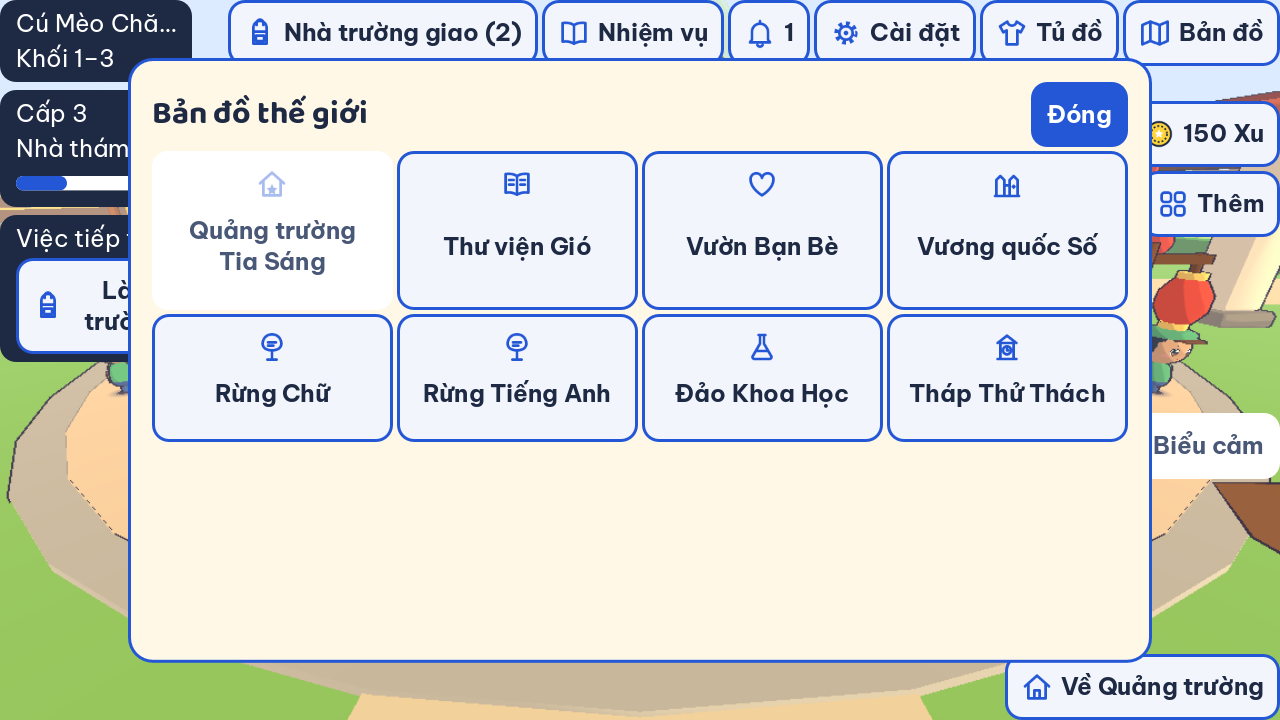 Cú Mèo Chă...
Khối 1–3
Nhà trường giao (2)
Nhiệm vụ
1
Cài đặt
Tủ đồ
Bản đồ
Cấp 3
Nhà thám
Việc tiếp
150 Xu
Thêm
Bản đồ thế giới
Đóng
Quảng trường
Tia Sáng
Thư viện Gió
Vườn Bạn Bè
Vương quốc Số
Rừng Chữ
Rừng Tiếng Anh
Đảo Khoa Học
Tháp Thử Thách
Biểu cảm
Về Quảng trường